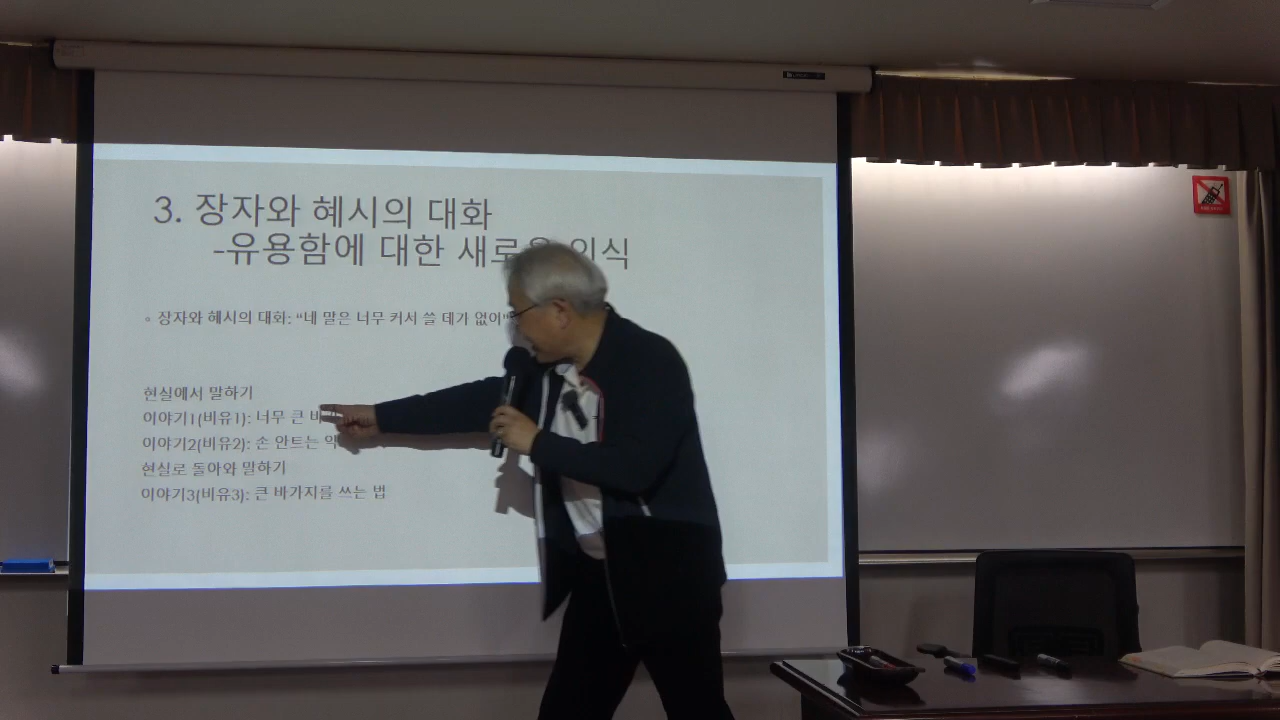 3. 장자와 혜시의 대화
-유용함에 대한 인식
◦ 장자와 혜시의 대화: “네 말은 너무 커서 쓸 데가 없어”
현실에서 말하기
이야기1(비유1): 너무 큰
이야기2(비유2): 손 안트는 약
현실로 돌아와 말하기
이야기3(비유3): 큰 바가지를 쓰는 법